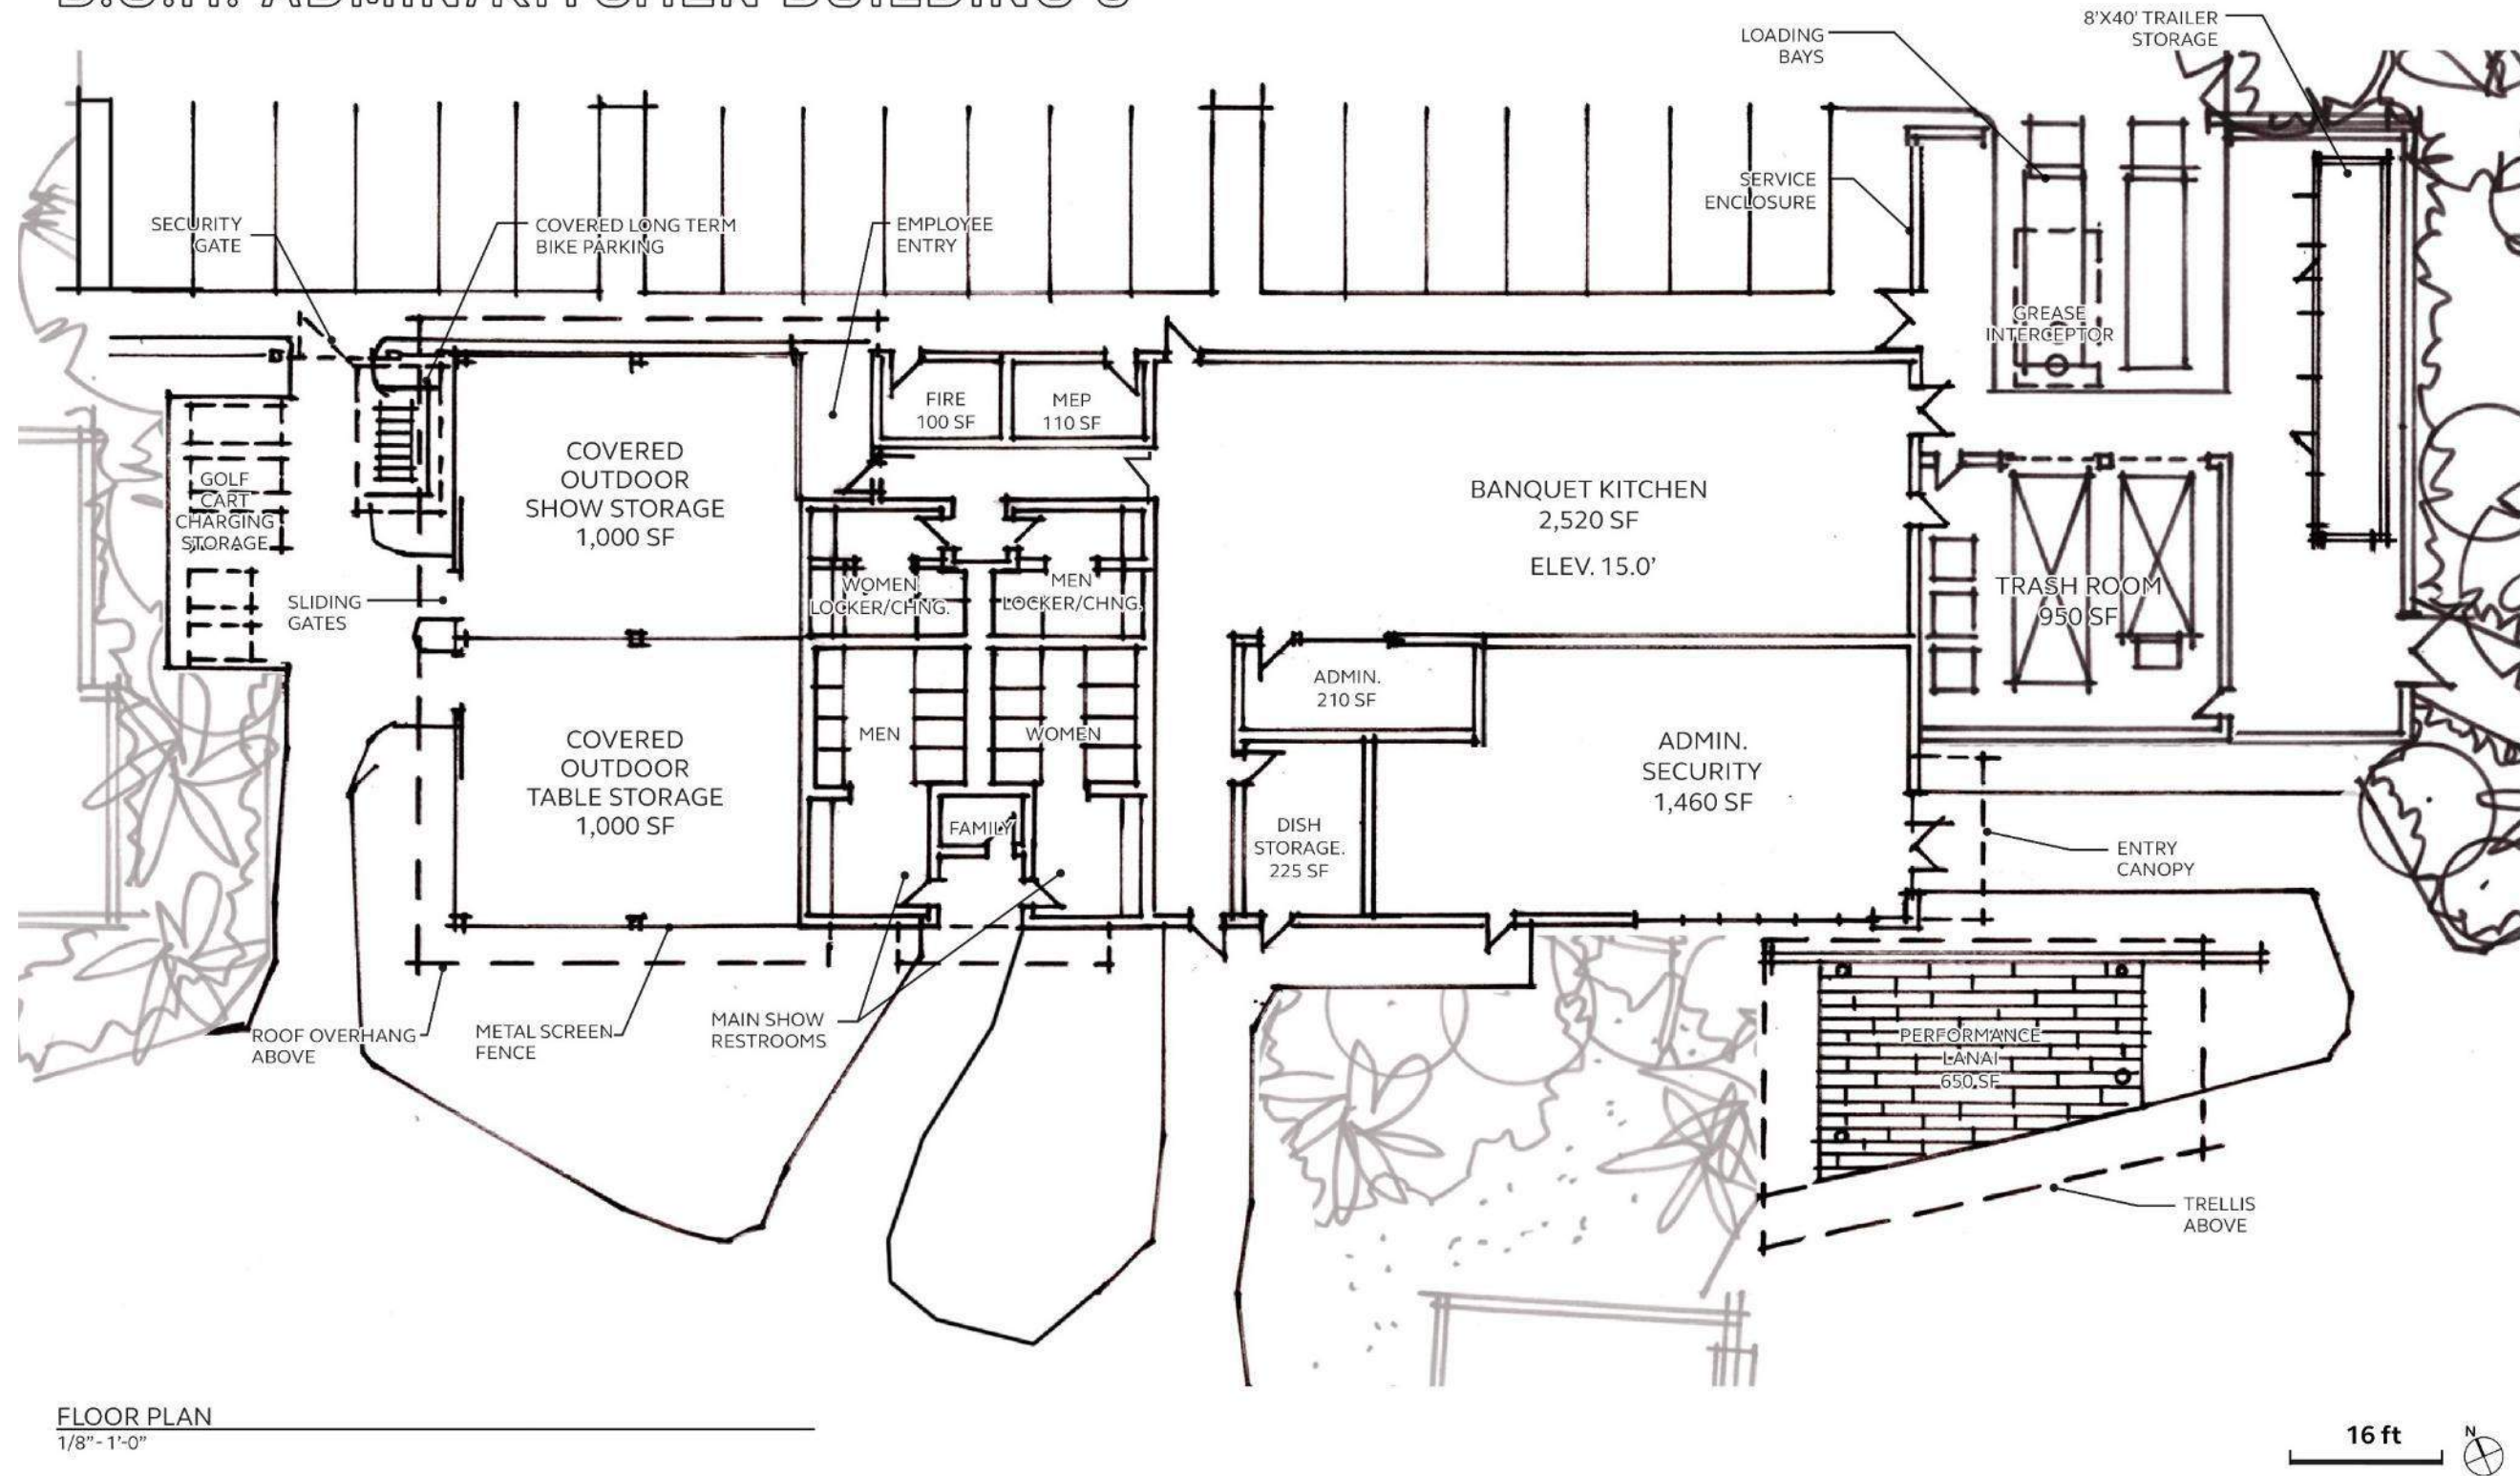 B.O.H. ADMIN/KITCHEN BUILDING
8'X40' TRAILER
STORAGE
LOADING
BAYS
SERVICE
ENCLOSURE
SECURITY
GATE
COVERED LONG TERM
BIKE PARKING
EMPLOYEE
ENTRY
GREASE
INTERCEPTOR
FIRE
100 SF
MEP
110 SF
COVERED
OUTDOOR
SHOW STORAGE
1,000 SF
GOLF
CART
CHARGING
STORAGE
BANQUET KITCHEN
2,520 SF
ELEV. 15.0'
WOMEN
LOCKER/CHNG.
MEN
LOCKER/CHNG.
TRASH ROOM
950 SF
SLIDING
GATES
ADMIN.
210 SF
COVERED
OUTDOOR
TABLE STORAGE
1,000 SF
MEN
WOMEN
ADMIN.
SECURITY
1,460 SF
FAMILY
DISH
STORAGE.
225 SF
ENTRY
CANOPY
ROOF OVERHANG
ABOVE
METAL SCREEN
FENCE
MAIN SHOW
RESTROOMS
PERFORMANCE
LANAI
650 SF
TRELLIS
ABOVE
FLOOR PLAN
1/8"- 1'-0"
16 ft
N